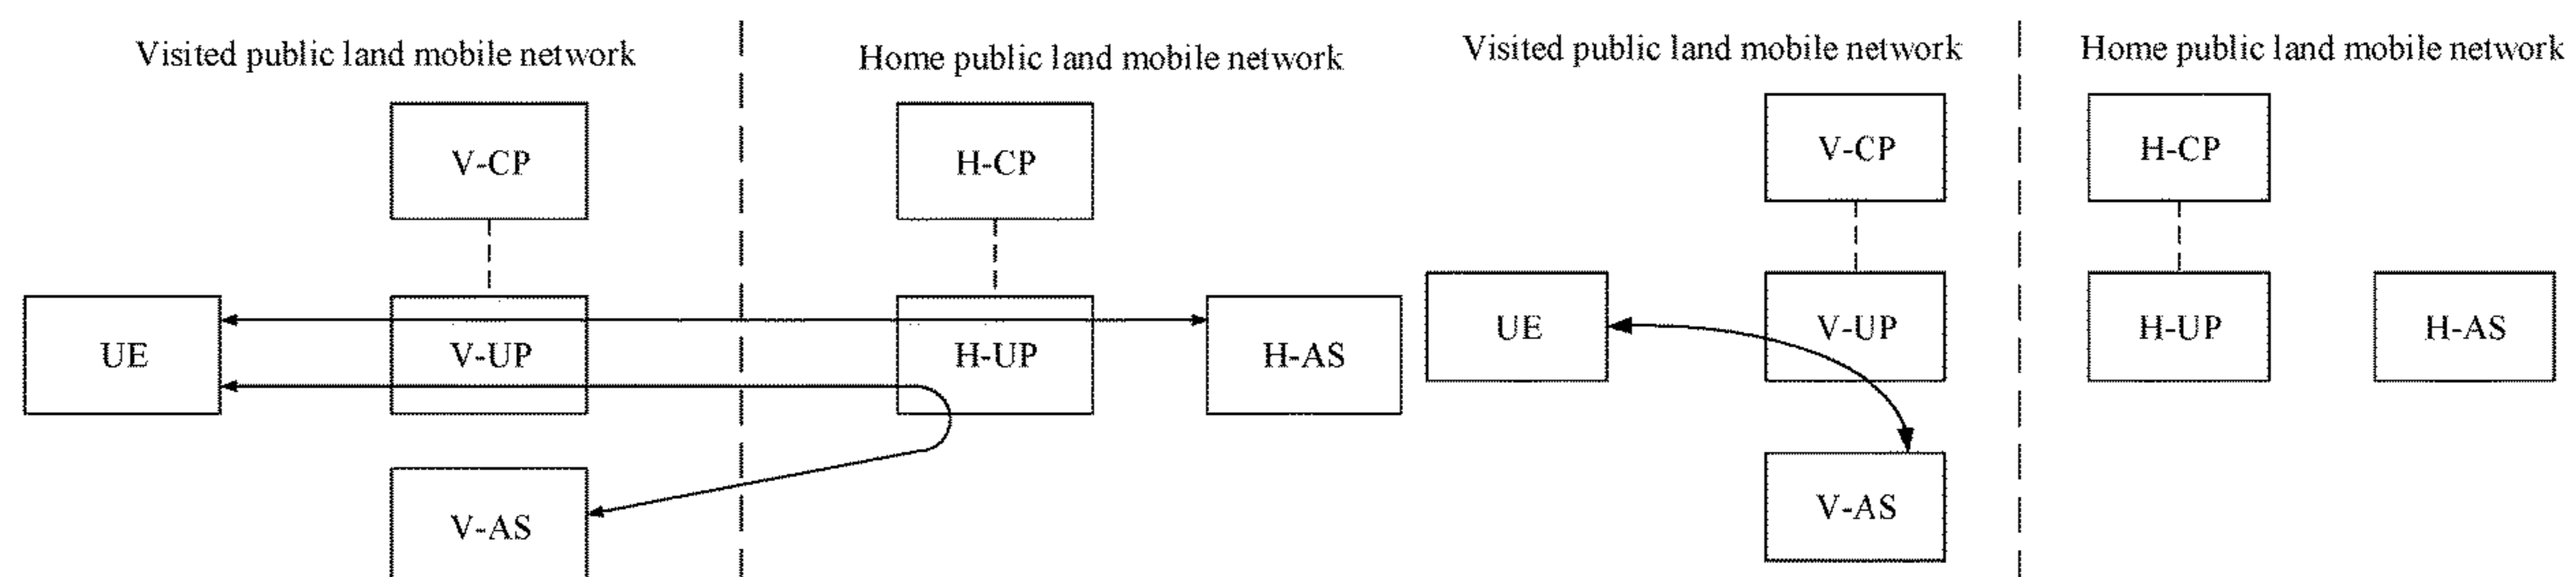 Visited public land mobile network
Home public land mobile network
V-CP
H-CP
UE
V-UP
H-UP
H-AS
V-AS
Visited public land mobile network
Home public land mobile network
V-CP
H-CP
UE
V-UP
H-UP
H-AS
V-AS